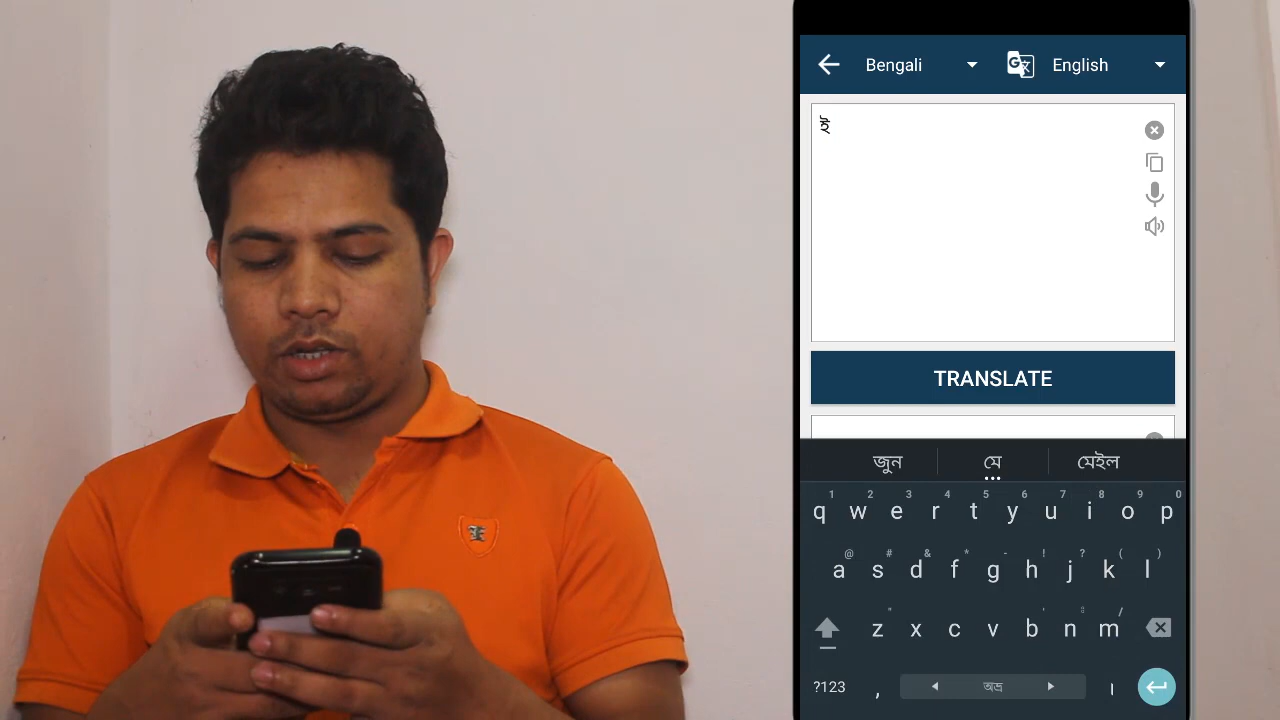 Bengali English
ই
TRANSLATE
জুন মে মেইল
1 2 3 4 5 6 7 8 9 0
q w e r t y u i o p
@ # & * - ! ? ( )
a s d f g h j k l
" ' : /
z x c v b n m
?123 , অভ্র ।